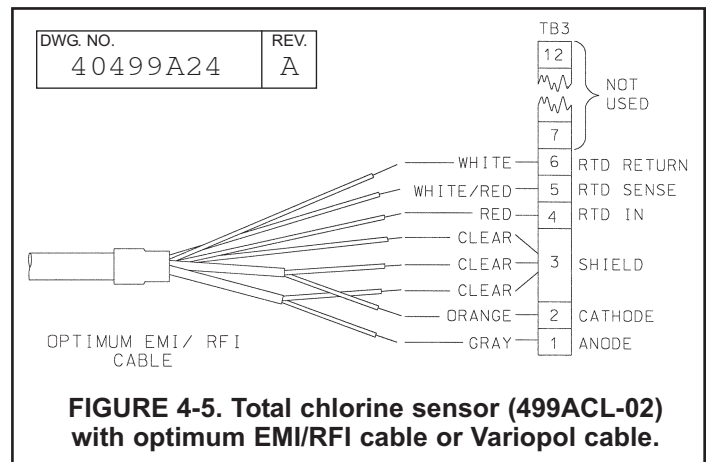 DWG. NO. REV.
40499A24 A
TB3
12
NOT
USED
7
WHITE 6 RTD RETURN
WHITE/RED 5 RTD SENSE
RED 4 RTD IN
CLEAR
CLEAR 3 SHIELD
CLEAR
ORANGE 2 CATHODE
GRAY 1 ANODE
OPTIMUM EMI/ RFI
CABLE
FIGURE 4-5. Total chlorine sensor (499ACL-02)
with optimum EMI/RFI cable or Variopol cable.